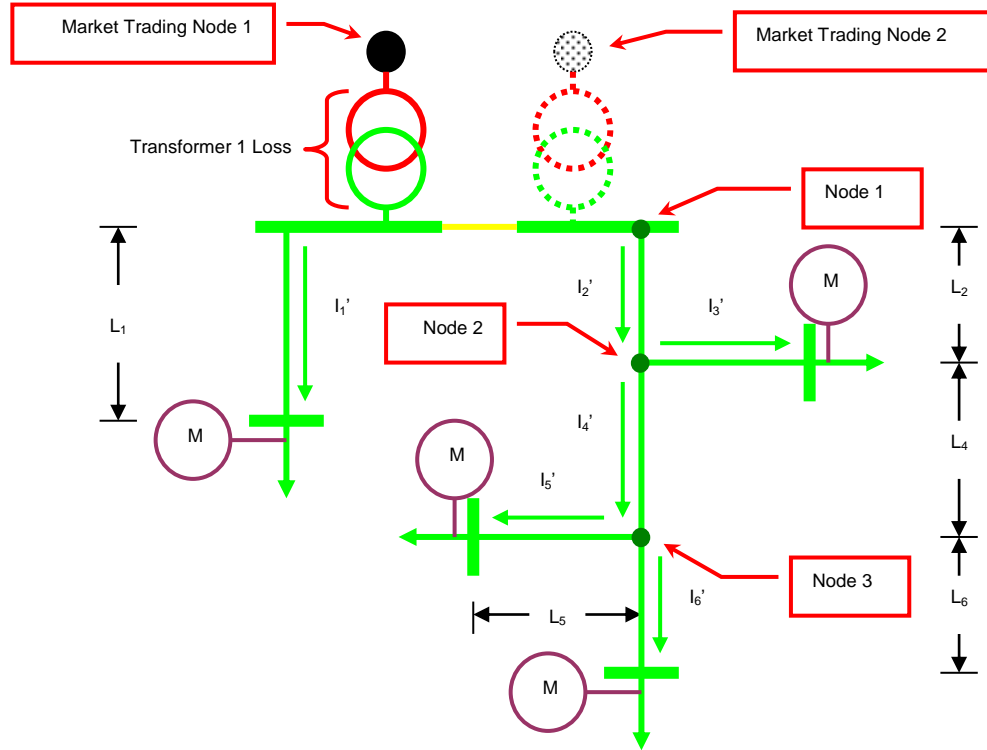 Market Trading Node 1
Market Trading Node 2
Transformer 1 Loss
Node 1
M
L₁
I₁’
I₂’
I₃’
L₂
Node 2
M
M
I₄’
L₄
I₅’
Node 3
I₆’
L₅
L₆
M